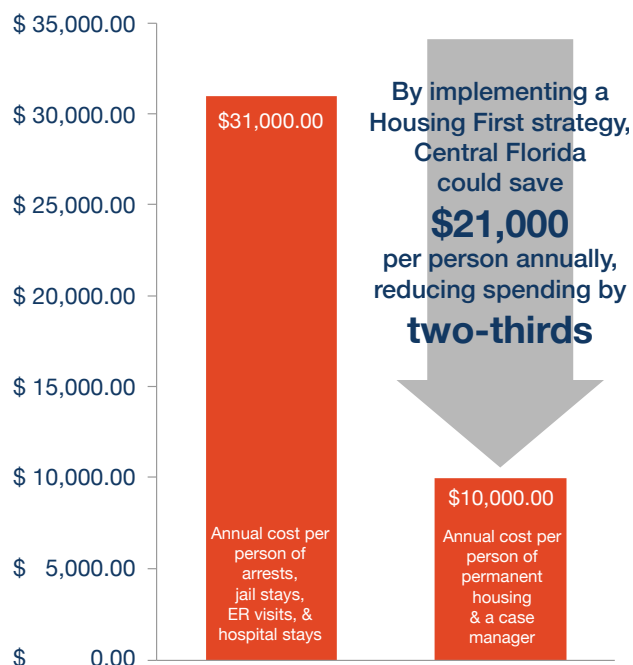 $ 35,000.00
$ 30,000.00
$ 25,000.00
$ 20,000.00
$ 15,000.00
$ 10,000.00
$ 5,000.00
$ 0.00
$31,000.00
Annual cost per
person of
arrests,
jail stays,
ER visits, &
hospital stays
By implementing a
Housing First strategy,
Central Florida
could save
$21,000
per person annually,
reducing spending by
two-thirds
$10,000.00
Annual cost per
person of
permanent
housing
& a case
manager